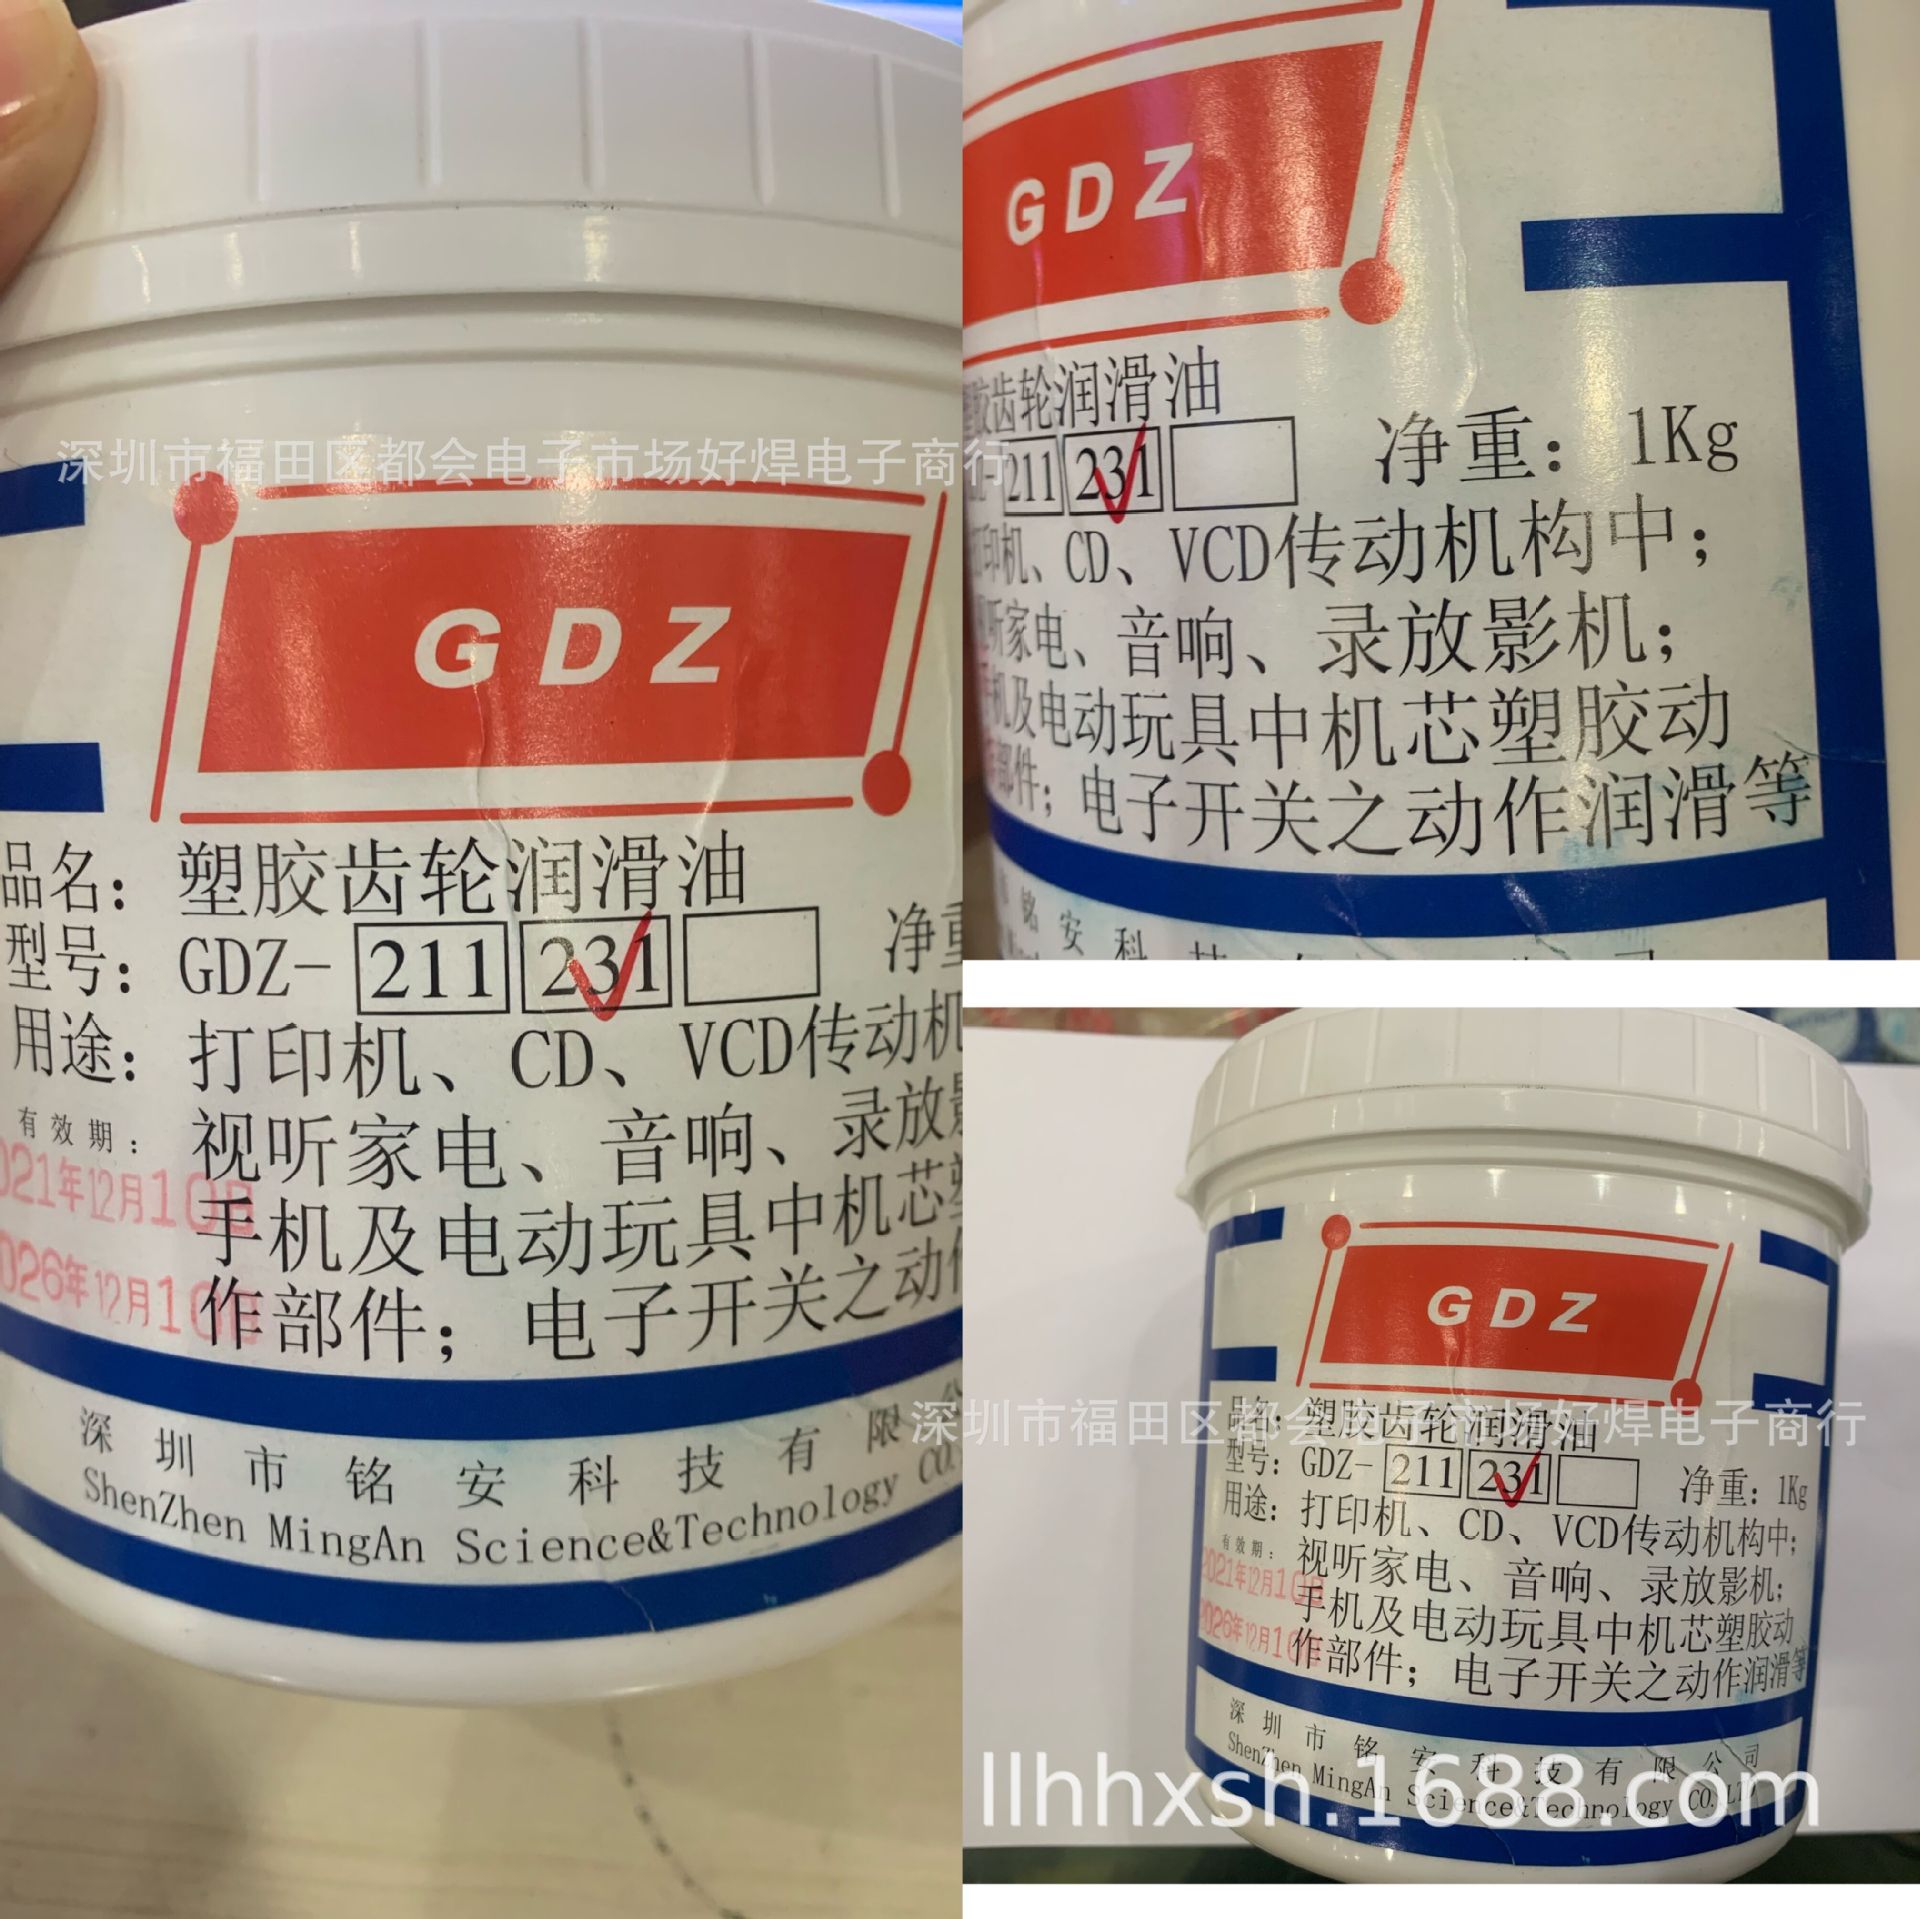 深圳市福田区都会电子市场好焊电子商行
GDZ
品名：塑胶齿轮润滑油
型号：GDZ-211 231 净重
用途：打印机、CD、VCD传动机
有效期：
视听家电、音响、录放影
021年12月10日
手机及电动玩具中机芯塑
026年12月10日
作部件；电子开关之动作
深圳市铭安科技有限公
ShenZhen MingAn Science&Technology CO.
GDZ
塑胶齿轮润滑油
211 231 净重：1Kg
打印机、CD、VCD传动机构中；
听家电、音响、录放影机；
手机及电动玩具中机芯塑胶动
部件；电子开关之动作润滑等
铭安科技
GDZ
品名：塑胶齿轮润滑油
深圳市福田区都会电子市场好焊电子商行
型号：GDZ-211 231 净重：1Kg
用途：打印机、CD、VCD传动机构中；
有效期：
视听家电、音响、录放影机；
2021年12月10日
手机及电动玩具中机芯塑胶动
2026年12月10日
作部件；电子开关之动作润滑等
深圳市铭安科技有限公司
ShenZhen MingAn Science&Technology CO.LTD
llhhxsh.1688.com